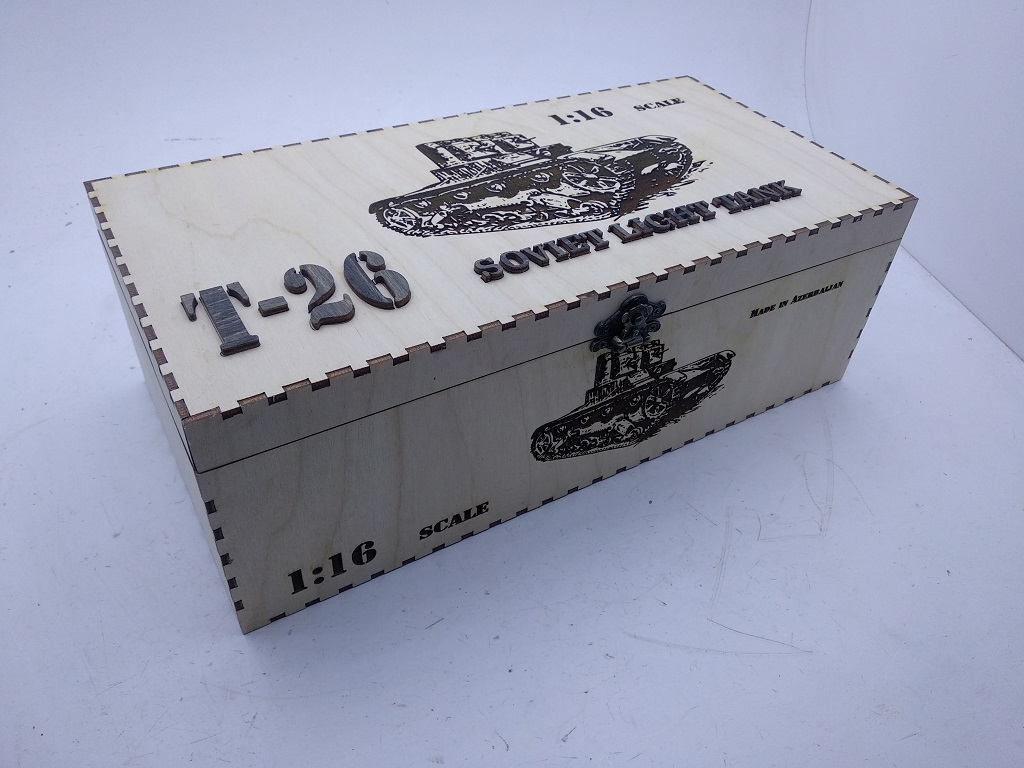 1:16 SCALE
T-26
SOVIET LIGHT TANK
MADE IN AZERBAIJAN
1:16 SCALE